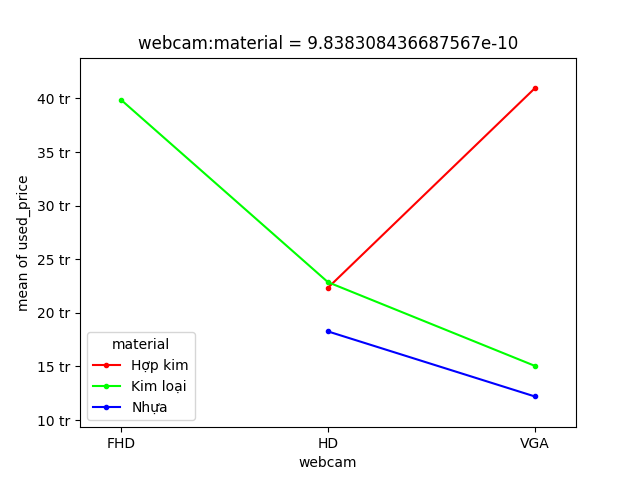 webcam:material = 9.838308436687567e-10
mean of used_price
40 tr
35 tr
30 tr
25 tr
20 tr
15 tr
10 tr
material
Hợp kim
Kim loại
Nhựa
FHD
HD
VGA
webcam